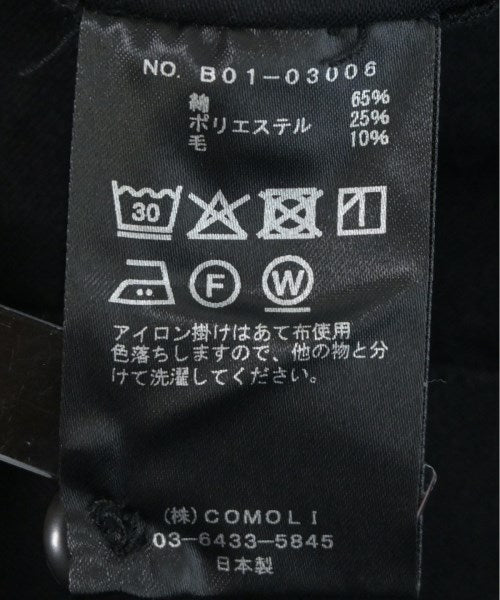 NO. B01-03006
綿 65%
ポリエステル 25%
毛 10%
30
F W
アイロン掛けはあて布使用
色落ちしますので、他の物と分
けて洗濯してください。
(株)COMOLI
03-6433-5845
日本製